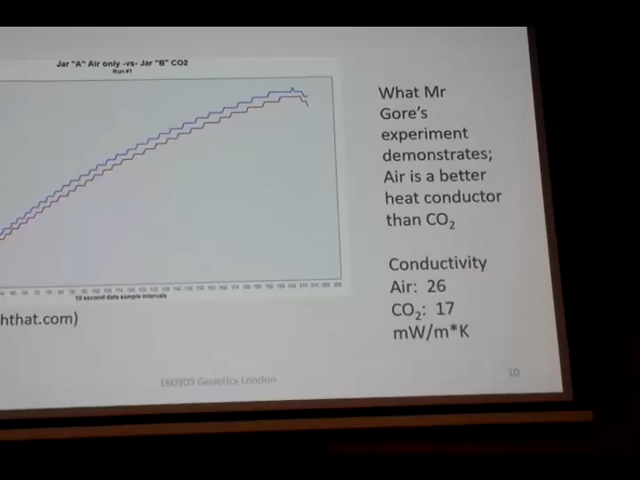 Jar "A" Air only -vs- Jar "B" CO2
Run #1
What Mr
Gore's
experiment
demonstrates;
Air is a better
heat conductor
than CO₂
Conductivity
Air: 26
CO₂: 17
mW/m*K
10 second data sample intervals
hthat.com)
160909 Geoetics London
10